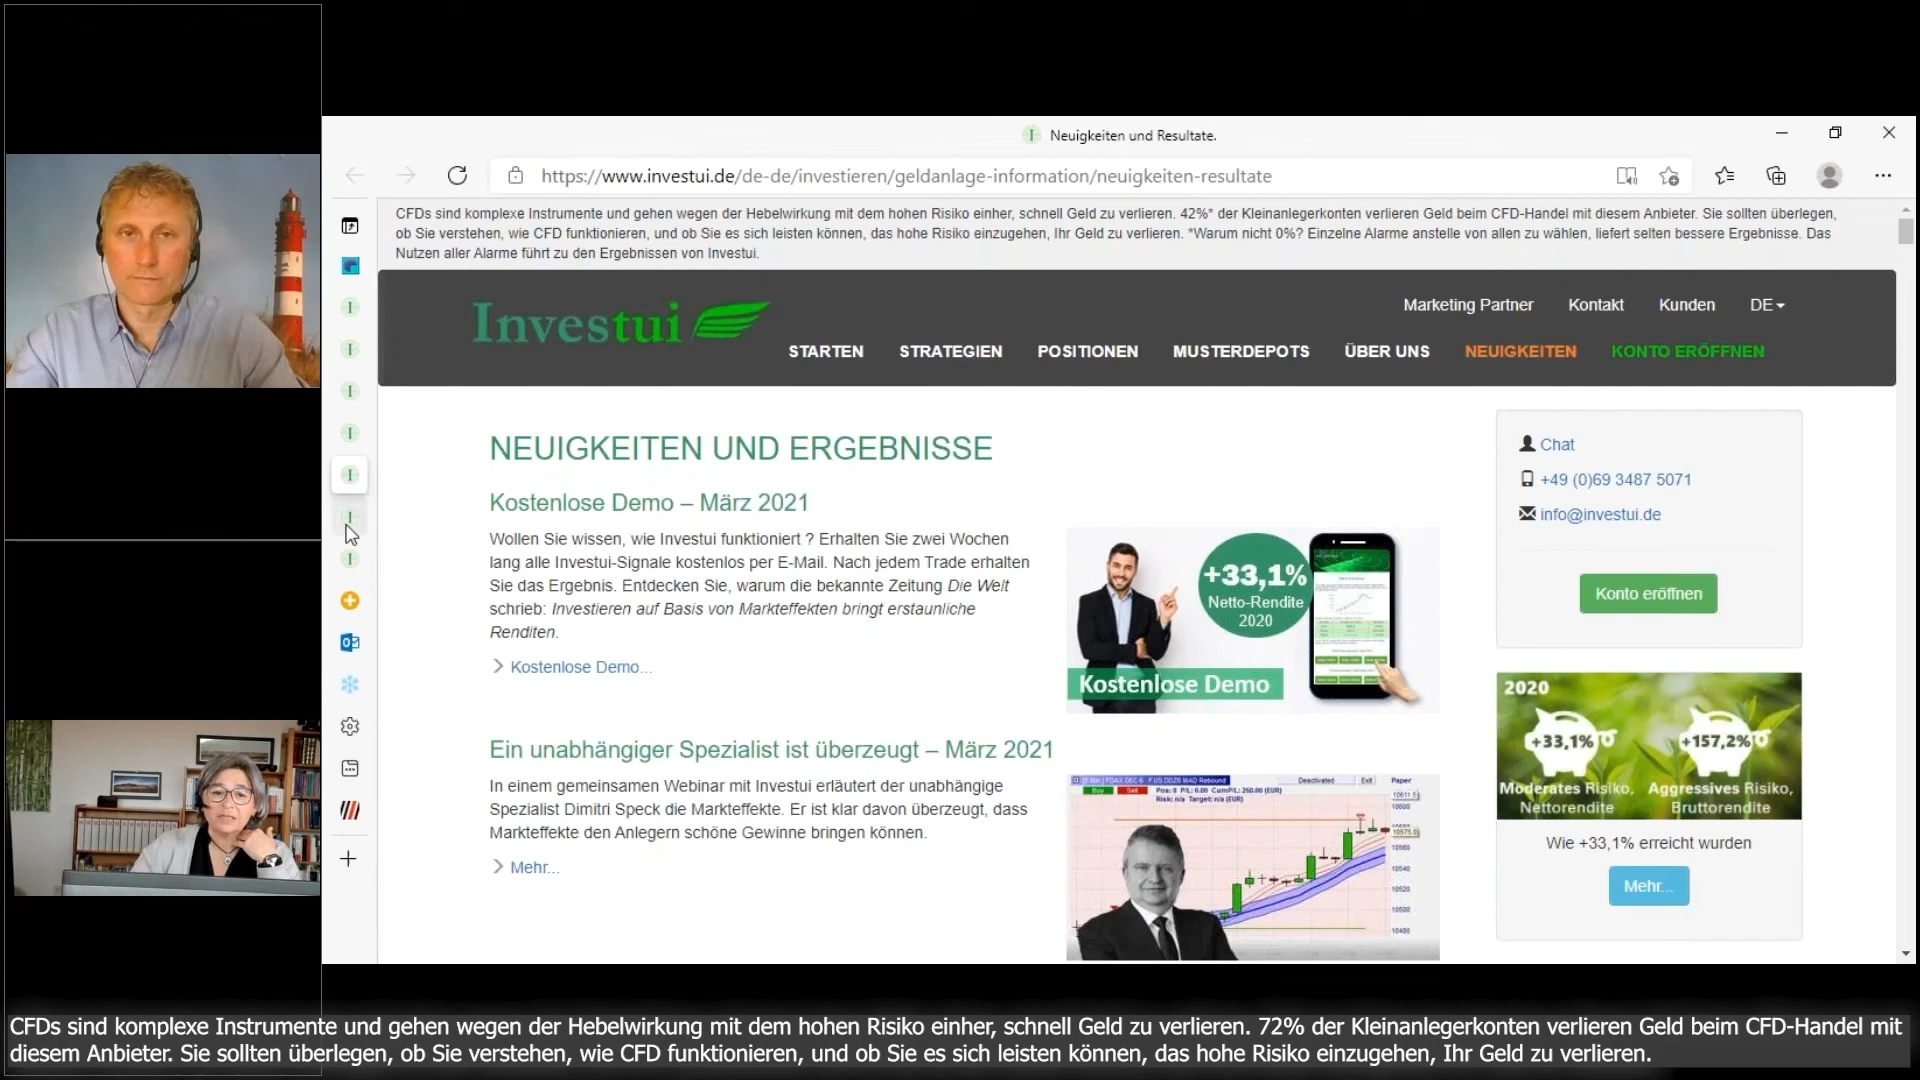 Neuigkeiten und Resultate.
https://www.investui.de/de-de/investieren/geldanlage-information/neuigkeiten-resultate
CFDs sind komplexe Instrumente und gehen wegen der Hebelwirkung mit dem hohen Risiko einher, schnell Geld zu verlieren. 42%* der Kleinanlegerkonten verlieren Geld beim CFD-Handel mit diesem Anbieter. Sie sollten überlegen,
ob Sie verstehen, wie CFD funktionieren, und ob Sie es sich leisten können, das hohe Risiko einzugehen, Ihr Geld zu verlieren. *Warum nicht 0%? Einzelne Alarme anstelle von allen zu wählen, liefert selten bessere Ergebnisse. Das
Nutzen aller Alarme führt zu den Ergebnissen von Investui.
Investui
Marketing Partner Kontakt Kunden DE
STARTEN STRATEGIEN POSITIONEN MUSTERDEPOTS ÜBER UNS NEUIGKEITEN KONTO ERÖFFNEN
NEUIGKEITEN UND ERGEBNISSE
Kostenlose Demo – März 2021
Wollen Sie wissen, wie Investui funktioniert ? Erhalten Sie zwei Wochen
lang alle Investui-Signale kostenlos per E-Mail. Nach jedem Trade erhalten
Sie das Ergebnis. Entdecken Sie, warum die bekannte Zeitung Die Welt
schrieb: Investieren auf Basis von Markteffekten bringt erstaunliche
Renditen.
Kostenlose Demo...
+33,1%
Netto-Rendite
2020
Kostenlose Demo
Ein unabhängiger Spezialist ist überzeugt – März 2021
In einem gemeinsamen Webinar mit Investui erläutert der unabhängige
Spezialist Dimitri Speck die Markteffekte. Er ist klar davon überzeugt, dass
Markteffekte den Anlegern schöne Gewinne bringen können.
Mehr...
Deactivated Exit Paper
Buy Sell
Chat
+49 (0)69 3487 5071
info@investui.de
Konto eröffnen
2020
+33,1% +157,2%
Moderates Risiko, Aggressives Risiko,
Nettorendite Bruttorendite
Wie +33,1% erreicht wurden
Mehr...
CFDs sind komplexe Instrumente und gehen wegen der Hebelwirkung mit dem hohen Risiko einher, schnell Geld zu verlieren. 72% der Kleinanlegerkonten verlieren Geld beim CFD-Handel mit
diesem Anbieter. Sie sollten überlegen, ob Sie verstehen, wie CFD funktionieren, und ob Sie es sich leisten können, das hohe Risiko einzugehen, Ihr Geld zu verlieren.